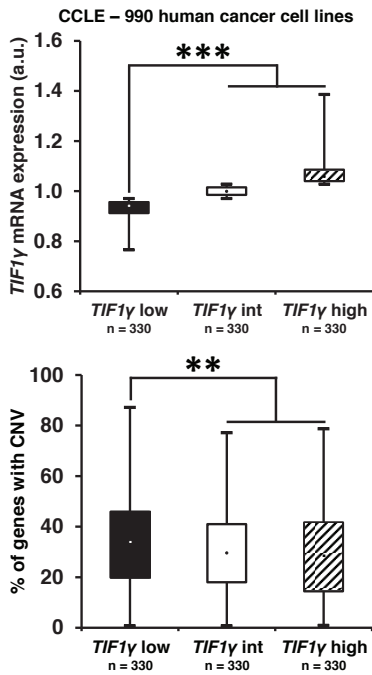 CCLE – 990 human cancer cell lines
TIF1γ mRNA expression (a.u.)
1.6
1.4
1.2
1.0
0.8
0.6
***
TIF1γ low
n = 330
TIF1γ int
n = 330
TIF1γ high
n = 330
% of genes with CNV
100
80
60
40
20
0
**
TIF1γ low
n = 330
TIF1γ int
n = 330
TIF1γ high
n = 330